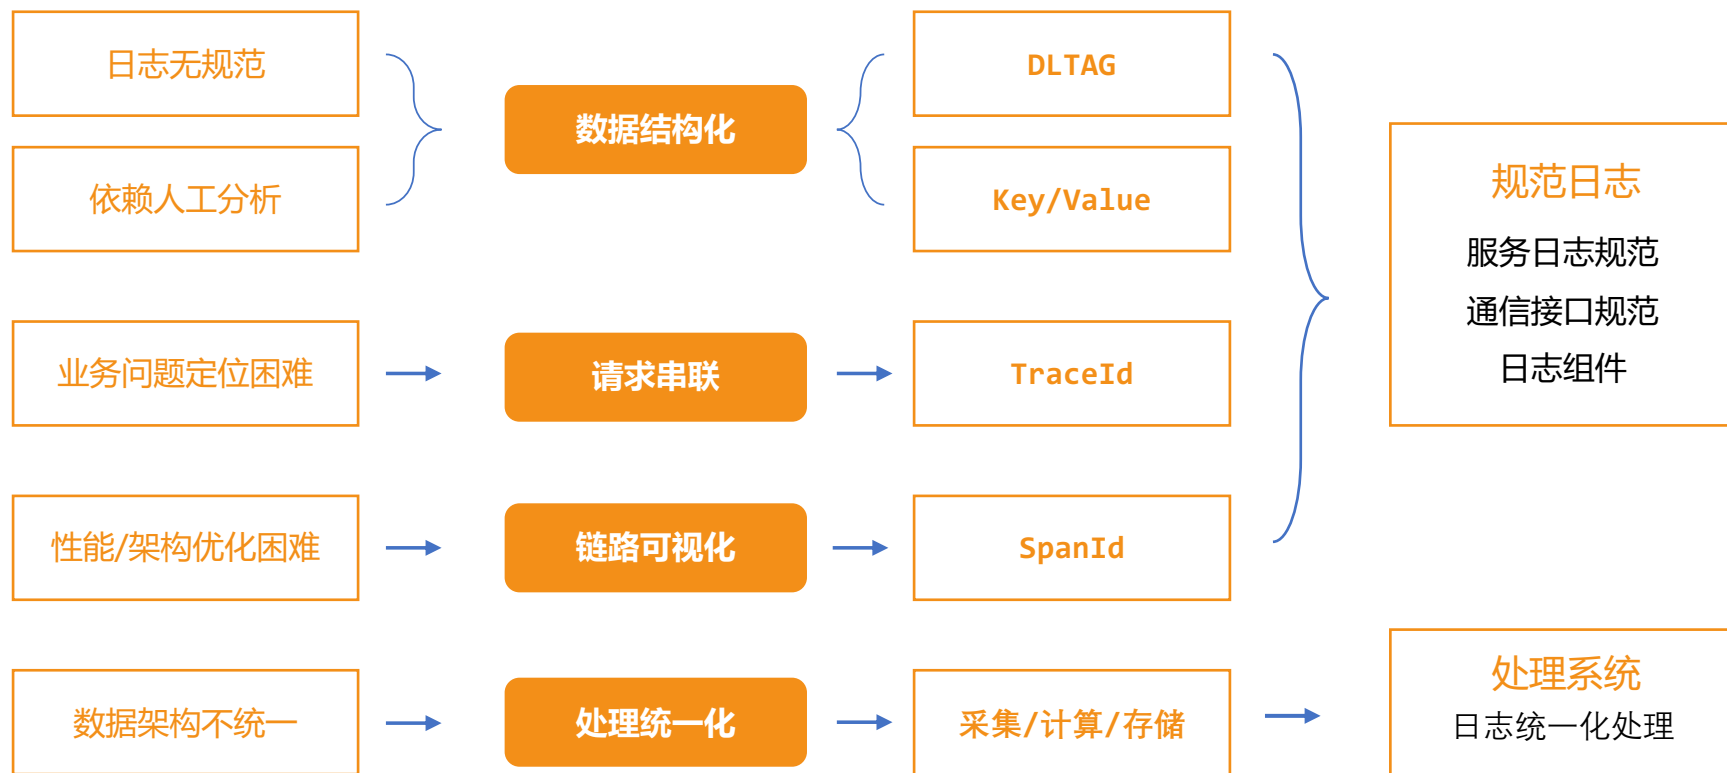 日志无规范
依赖人工分析
数据结构化
DLTAG
Key/Value
业务问题定位困难
请求串联
TraceId
性能/架构优化困难
链路可视化
SpanId
规范日志
服务日志规范
通信接口规范
日志组件
数据架构不统一
处理统一化
采集/计算/存储
处理系统
日志统一化处理